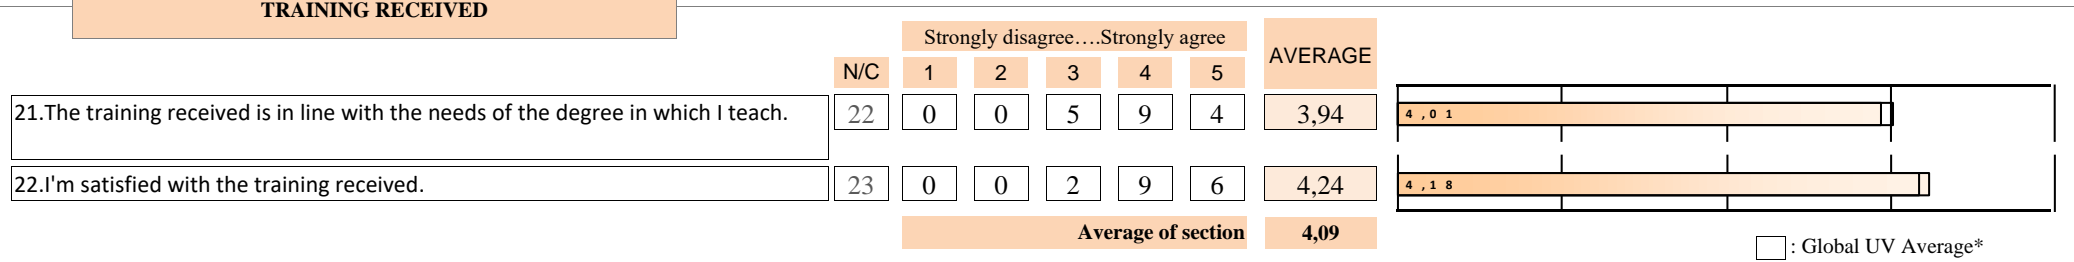 TRAINING RECEIVED
Strongly disagree….Strongly agree
AVERAGE
N/C 1 2 3 4 5
21.The training received is in line with the needs of the degree in which I teach. 22 0 0 5 9 4 3,94 4,01
22.I'm satisfied with the training received. 23 0 0 2 9 6 4,24 4,18
Average of section 4,09
: Global UV Average*